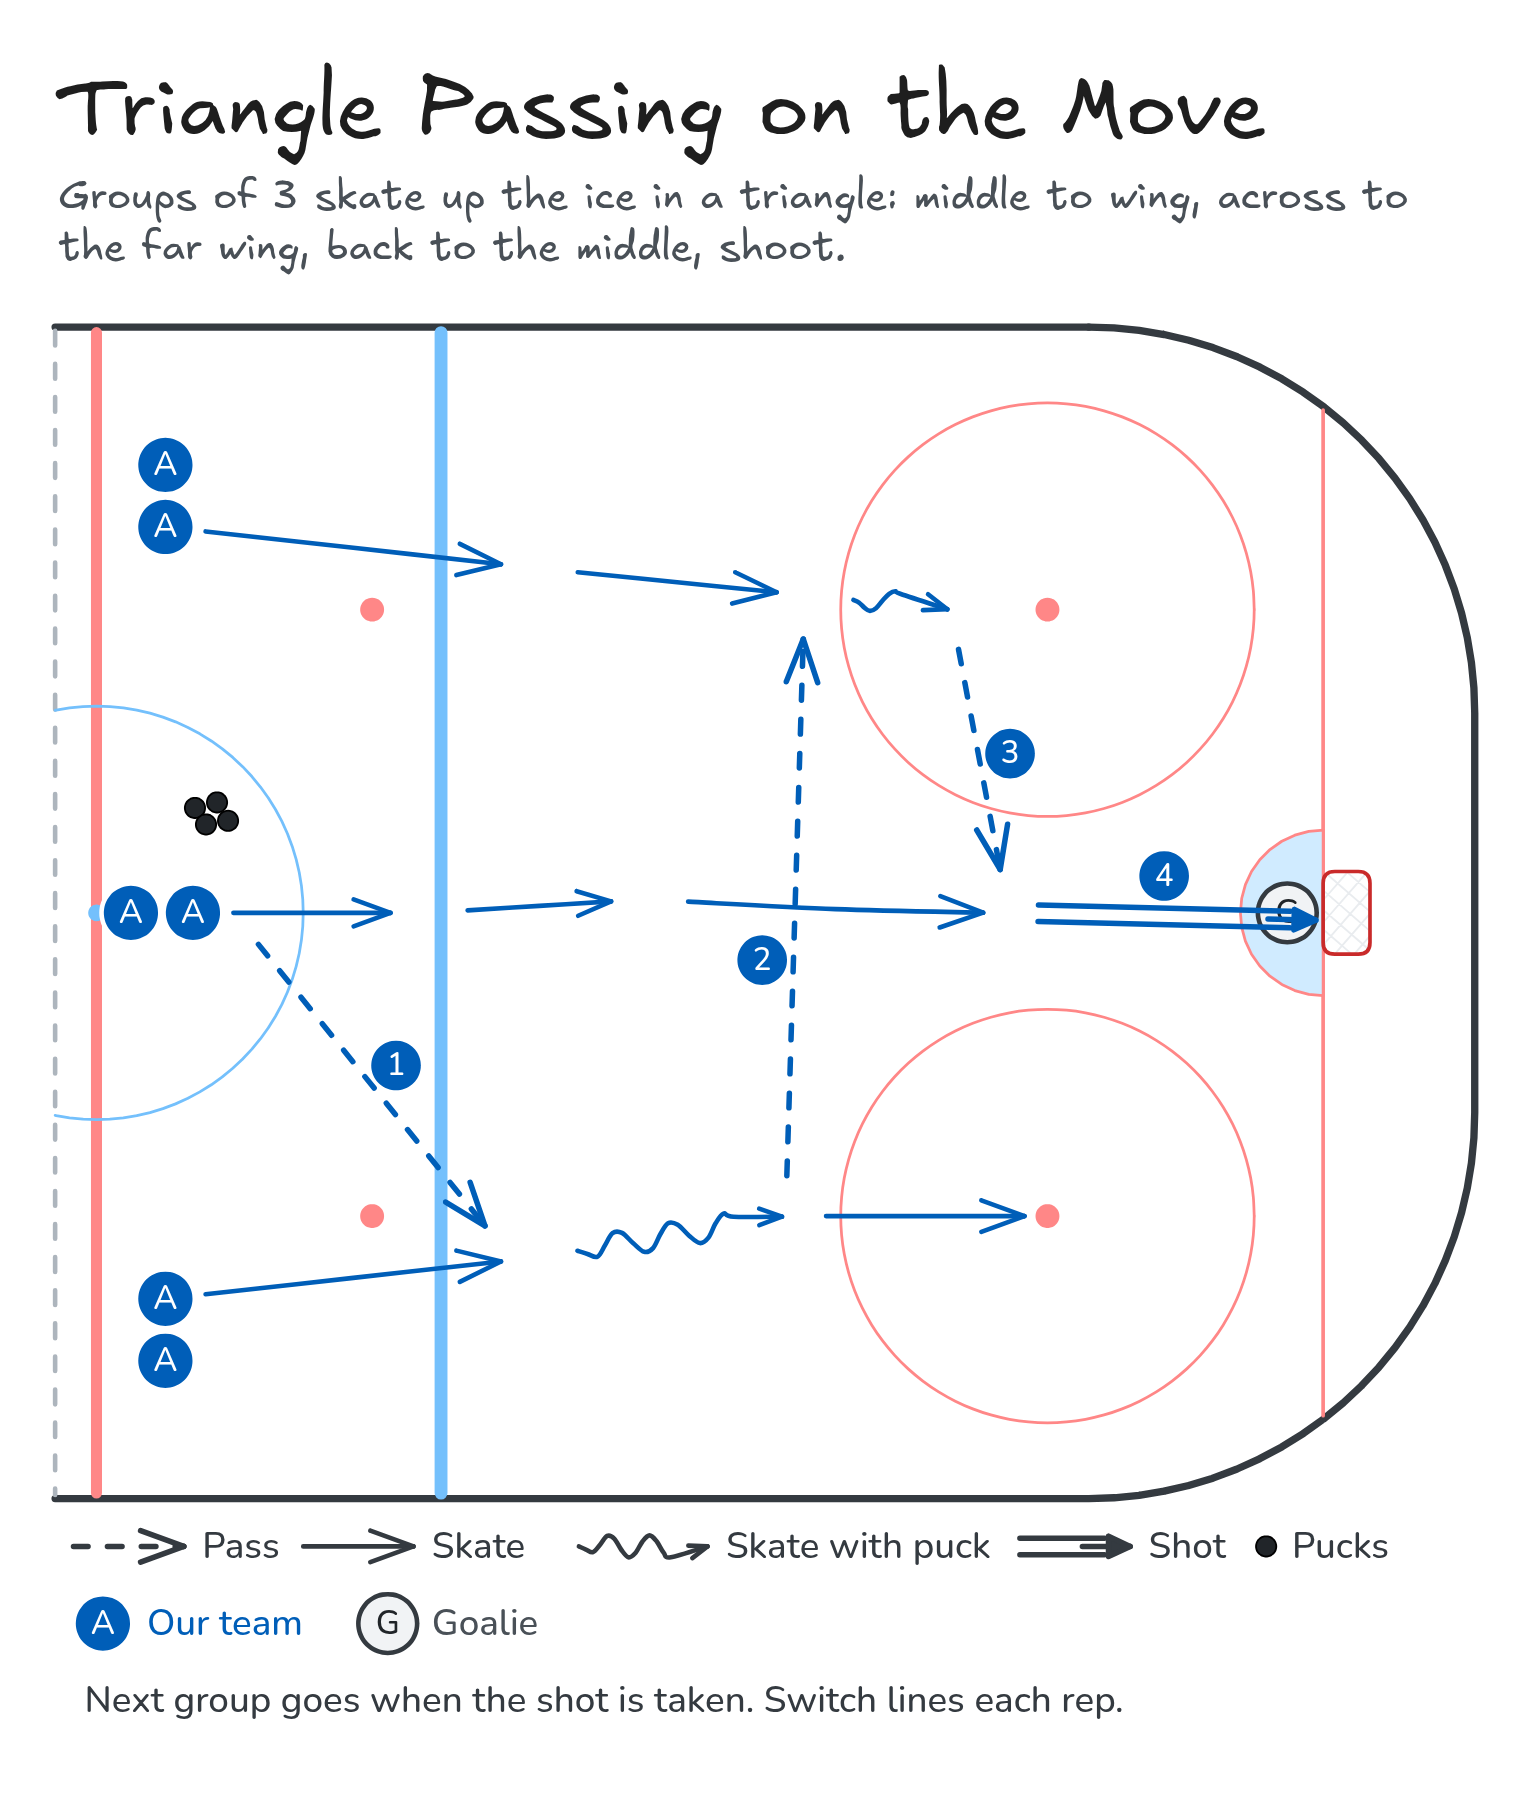 Triangle Passing on the Move
Groups of 3 skate up the ice in a triangle: middle to wing, across to
the far wing, back to the middle, shoot.
A
A
3
4
A A
G
2
1
A
A
Pass Skate Skate with puck Shot Pucks
A Our team G Goalie
Next group goes when the shot is taken. Switch lines each rep.